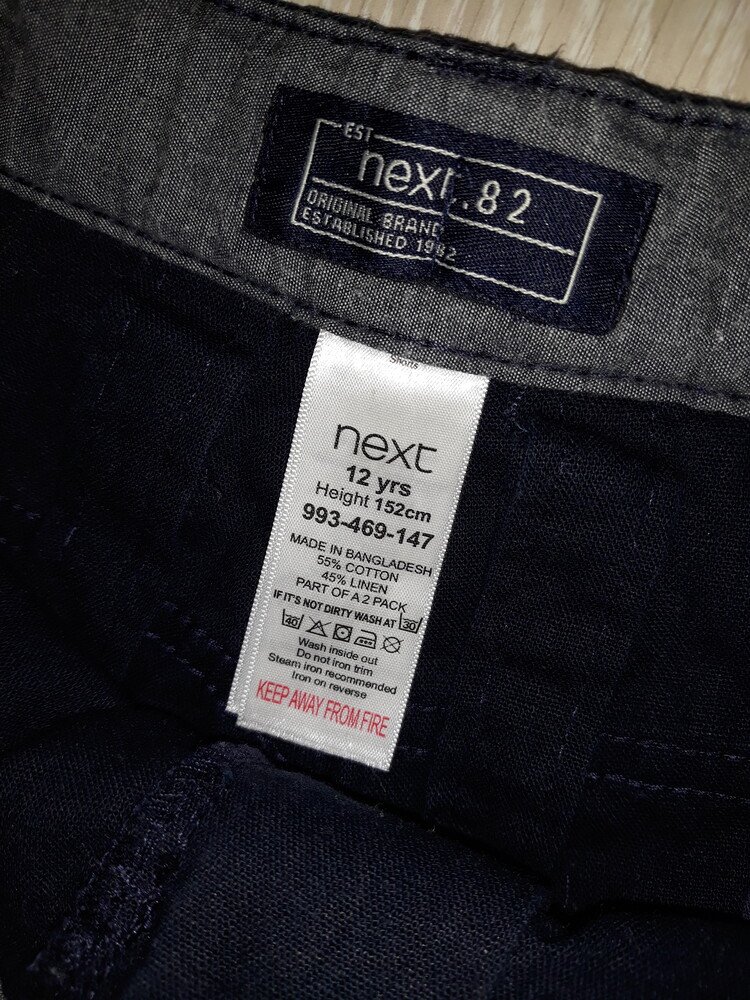 EST
next.82
ORIGINAL BRAND
ESTABLISHED 1982
Shorts
next
12 yrs
Height 152cm
993-469-147
MADE IN BANGLADESH
55% COTTON
45% LINEN
PART OF A 2 PACK
IF IT'S NOT DIRTY WASH AT 30
40
Wash inside out
Do not iron trim
Steam iron recommended
Iron on reverse
KEEP AWAY FROM FIRE